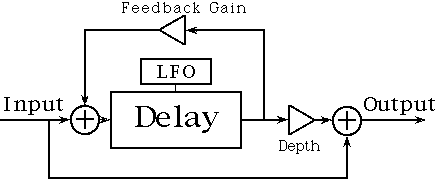 Feedback Gain
LFO
Input
Delay
Output
Depth